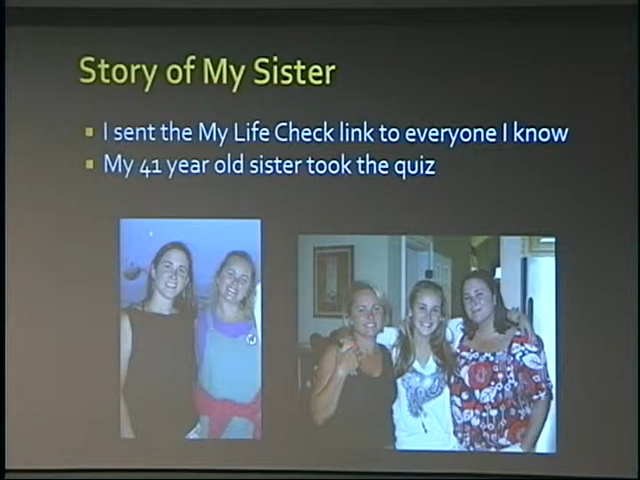 Story of My Sister
I sent the My Life Check link to everyone I know
My 41 year old sister took the quiz